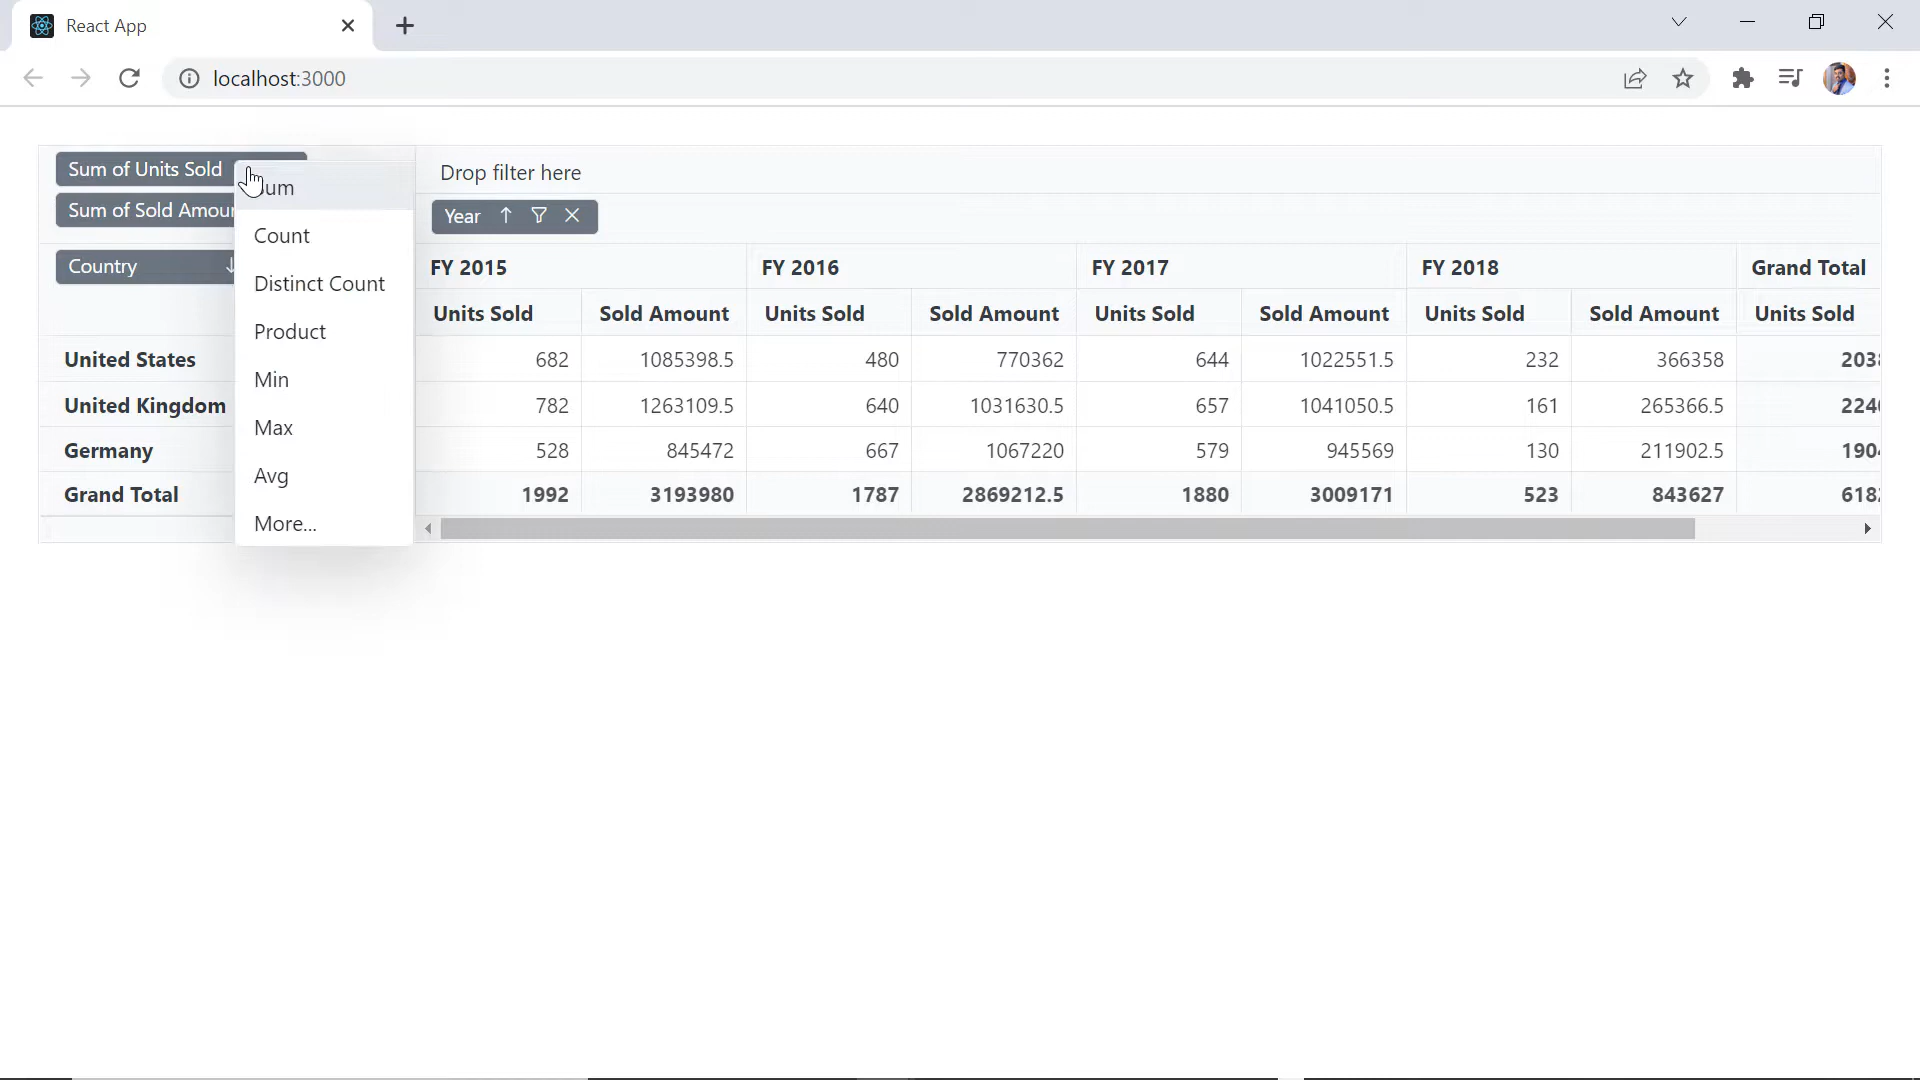 React App
localhost:3000
Sum of Units Sold
Sum of Sold
Drop filter here
Year
Country
Count
Distinct Count
Product
Min
Max
Avg
More...
FY 2015 FY 2016 FY 2017 FY 2018 Grand Total
Units Sold Sold Amount Units Sold Sold Amount Units Sold Sold Amount Units Sold Sold Amount Units Sold
United States 682 1085398.5 480 770362 644 1022551.5 232 366358
United Kingdom 782 1263109.5 640 1031630.5 657 1041050.5 161 265366.5
Germany 528 845472 667 1067220 579 945569 130 211902.5
Grand Total 1992 3193980 1787 2869212.5 1880 3009171 523 843627